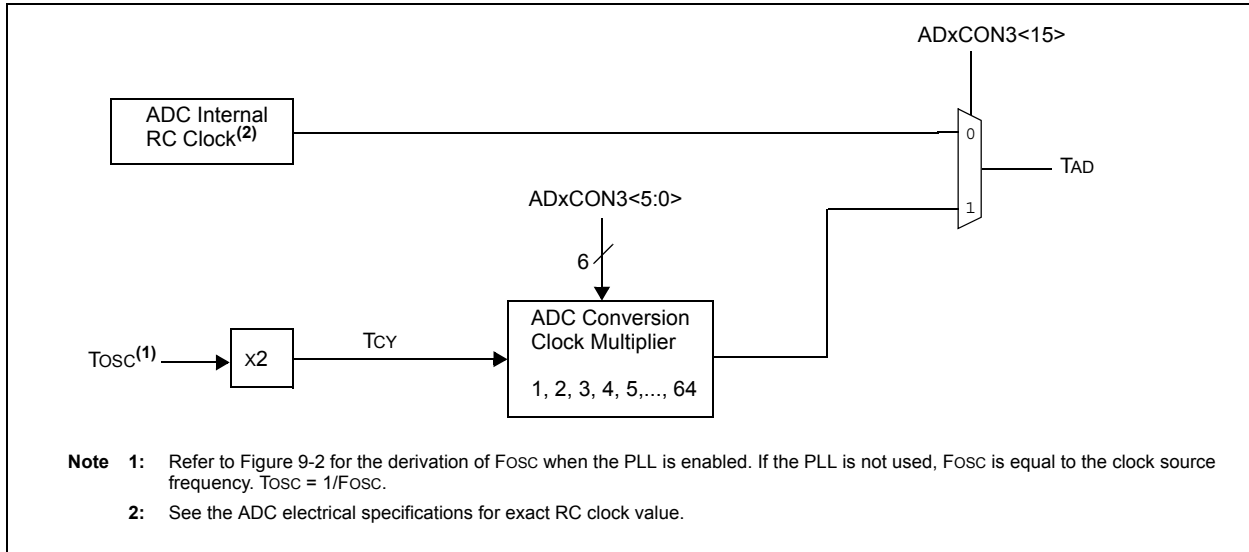 ADxCON3<15>
ADC Internal
RC Clock(2)
0
TAD
ADxCON3<5:0>
1
6
ADC Conversion
Clock Multiplier
1, 2, 3, 4, 5,..., 64
TOSC(1)
X2
TCY
Note 1: Refer to Figure 9-2 for the derivation of FOSC when the PLL is enabled. If the PLL is not used, FOSC is equal to the clock source
frequency. TOSC = 1/FOSC.
2: See the ADC electrical specifications for exact RC clock value.